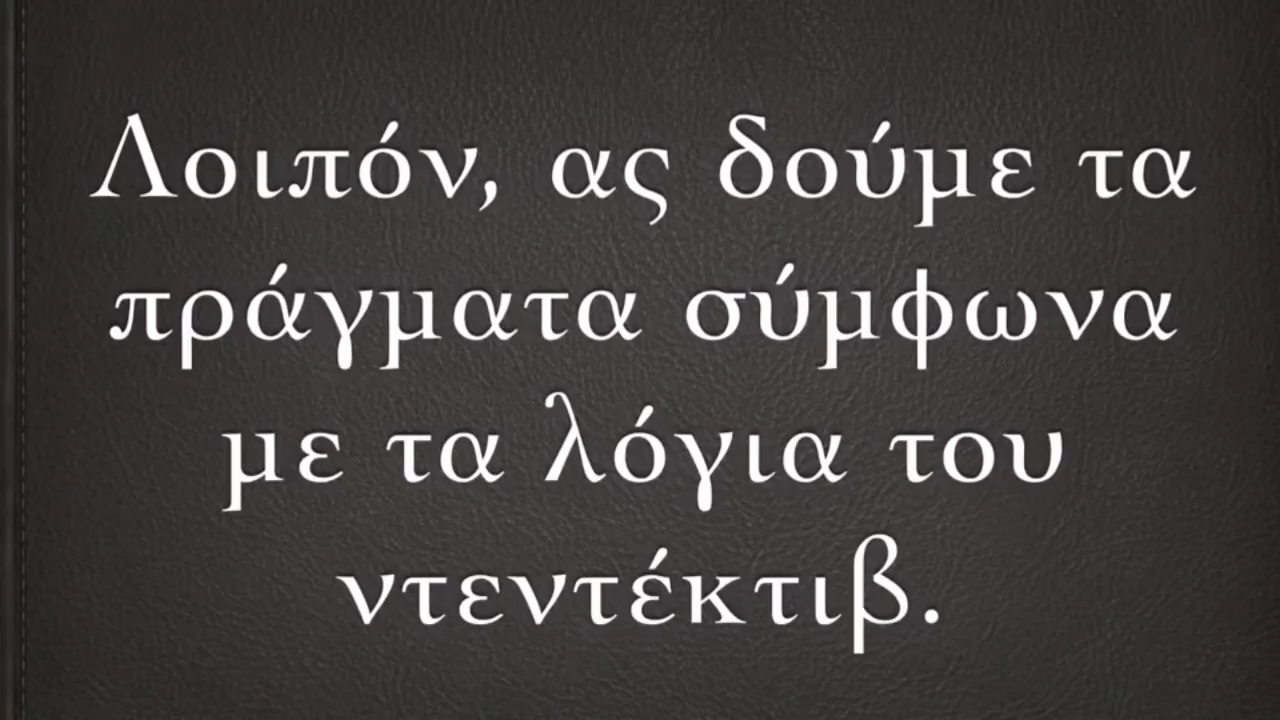 Λοιπόν, ας δούμε τα
πράγματα σύμφωνα
με τα λόγια του
ντεντέκτιβ.